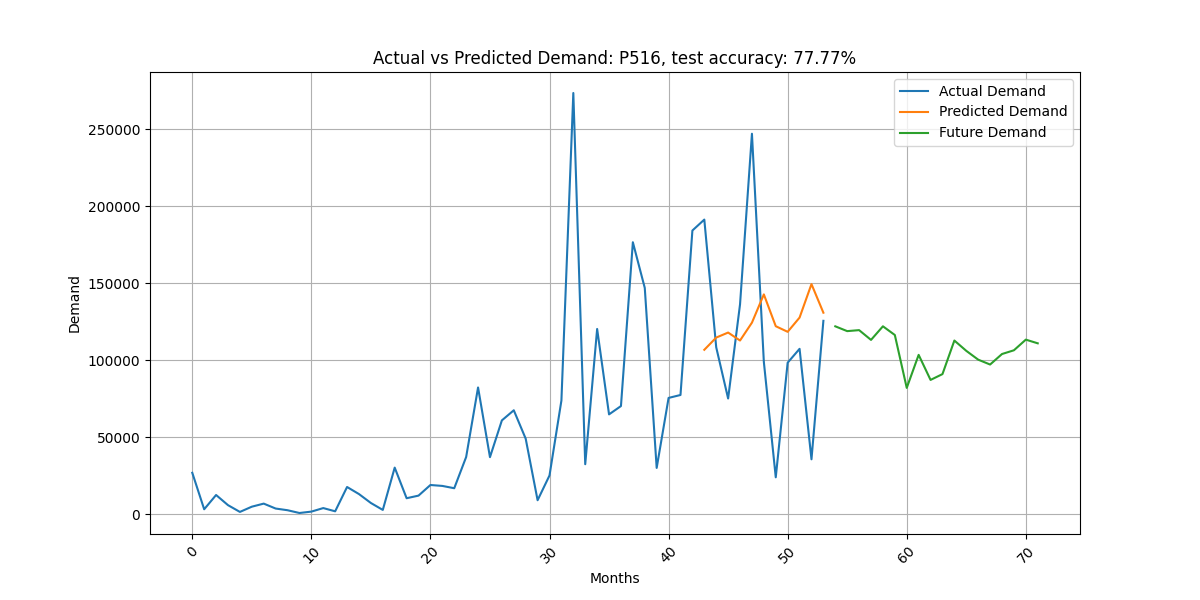 Actual vs Predicted Demand: P516, test accuracy: 77.77%
Actual Demand
Predicted Demand
Future Demand
Demand
250000
200000
150000
100000
50000
0
0 10 20 30 40 50 60 70
Months